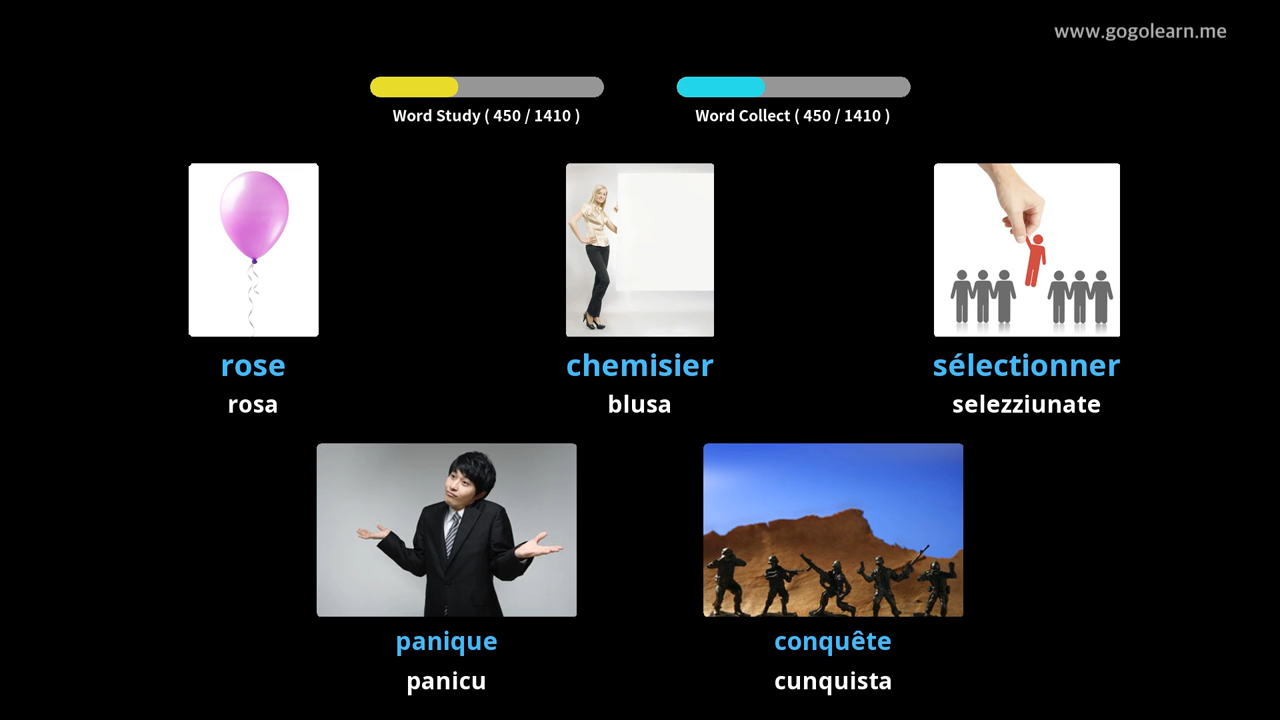 www.gogolearn.me
Word Study ( 450 / 1410 )
Word Collect ( 450 / 1410 )
rose
rosa
chemisier
blusa
sélectionner
selezziunate
panique
panicu
conquête
cunquista